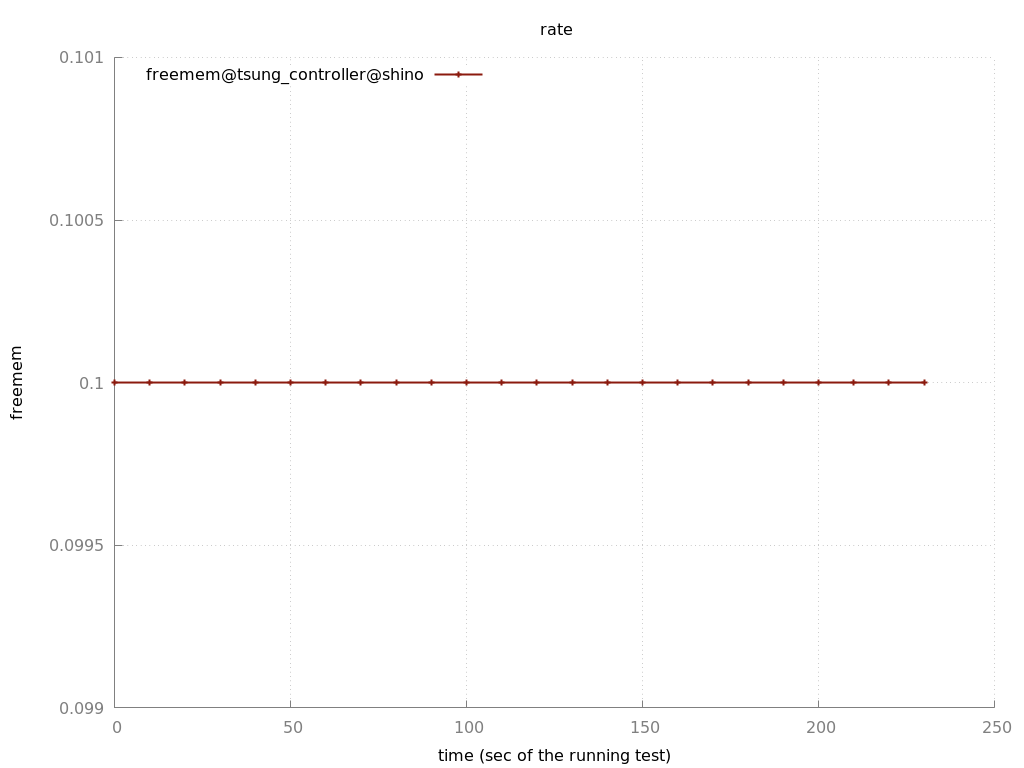 rate
0.101
freemem@tsung_controller@shino
0.1005
0.1
freemem
0.0995
0.099
0 50 100 150 200 250
time (sec of the running test)